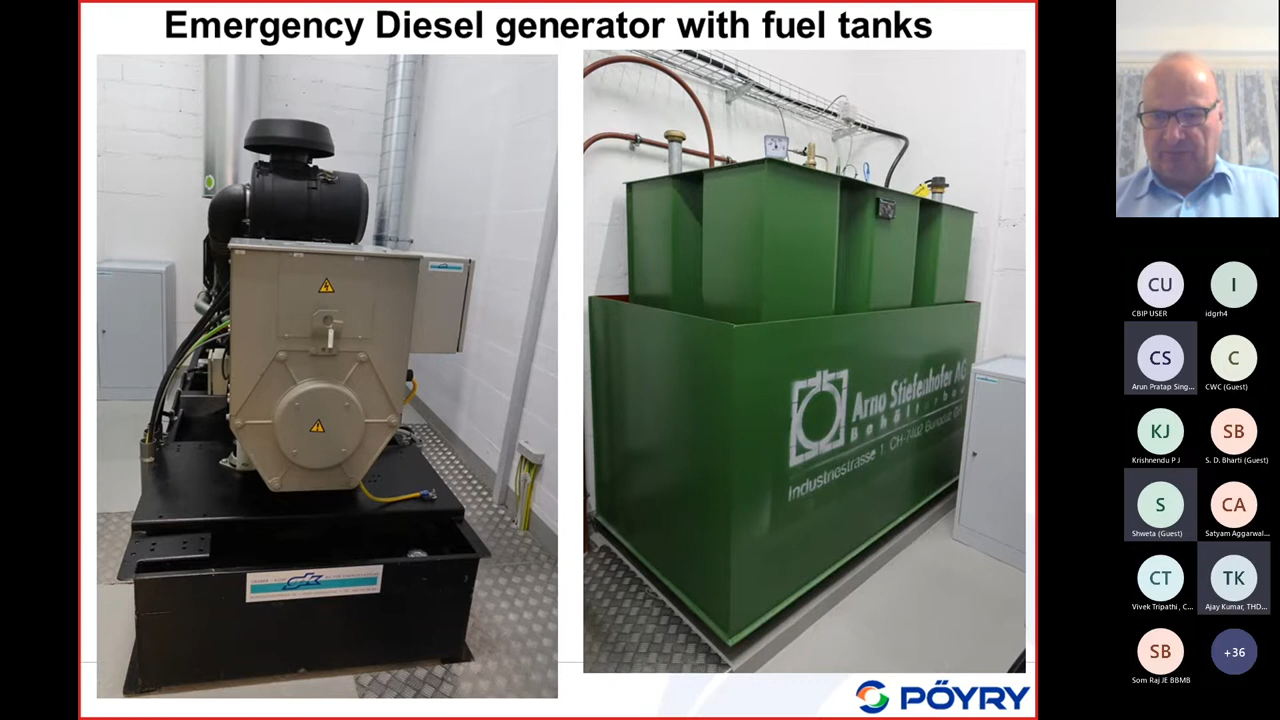 Emergency Diesel generator with fuel tanks
Arno Stiefenhofer AG
Industriestrasse 1
PÖYRY
CU
CBIP USER
I
idgrh4
CS
Arun Pratap Sing...
C
CWC (Guest)
KJ
Krishnendu P J
SB
S. D. Bharti (Guest)
S
Shweta (Guest)
CA
Satyam Aggarwal...
CT
Vivek Tripathi , C...
TK
Ajay Kumar, THD...
SB
Som Raj JE BBMB
+36